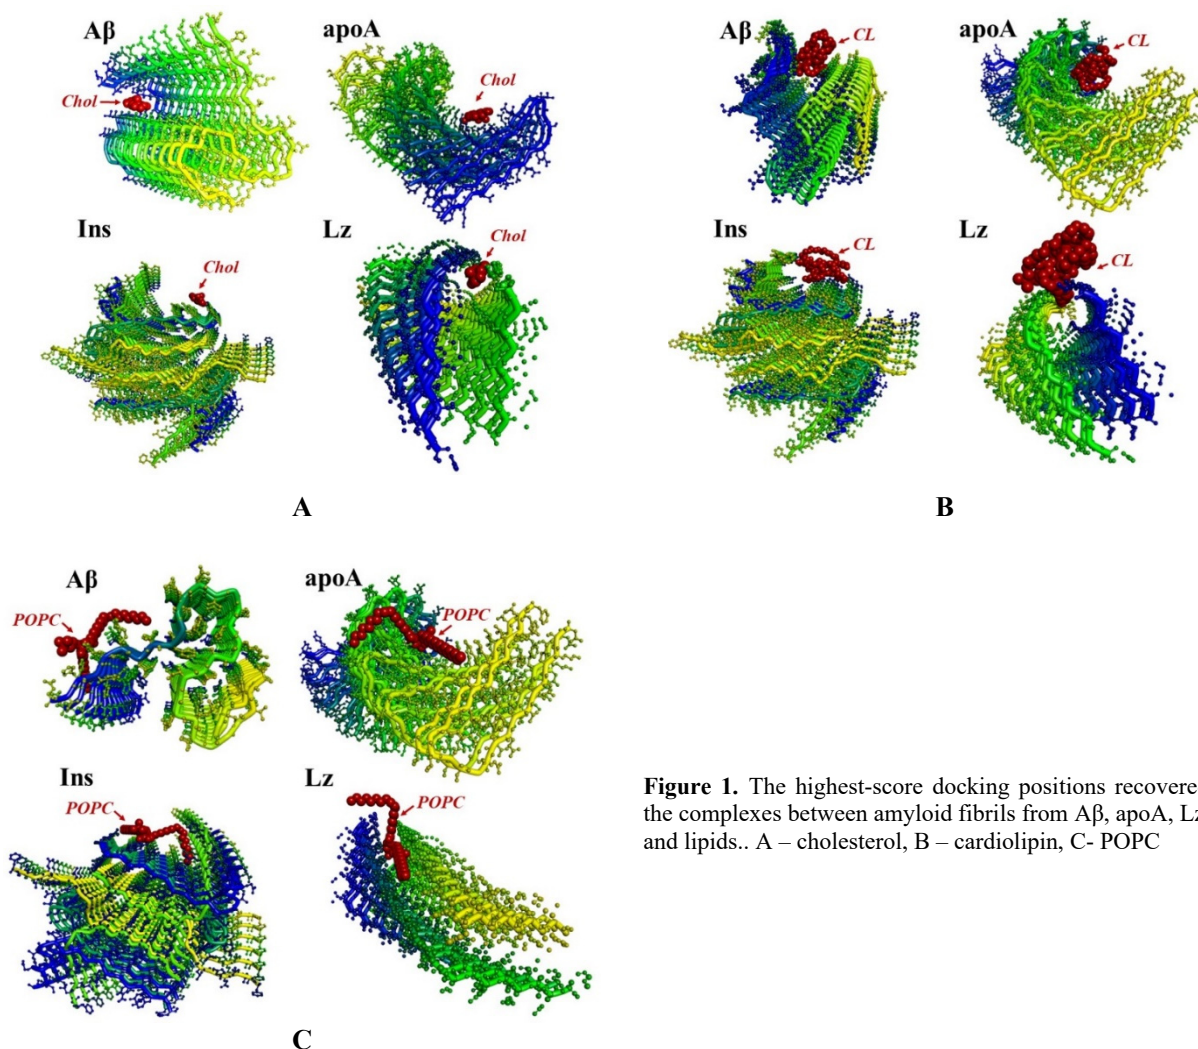 Aβ
apoA
Chol
Chol
Ins
Lz
Chol
Chol
A
Aβ
apoA
CL
CL
Ins
Lz
CL
CL
B
Aβ
apoA
POPC
POPC
Ins
Lz
POPC
POPC
C
Figure 1. The highest-score docking positions recovere
the complexes between amyloid fibrils from Aβ, apoA, Lz
and lipids.. A – cholesterol, B – cardiolipin, C- POPC